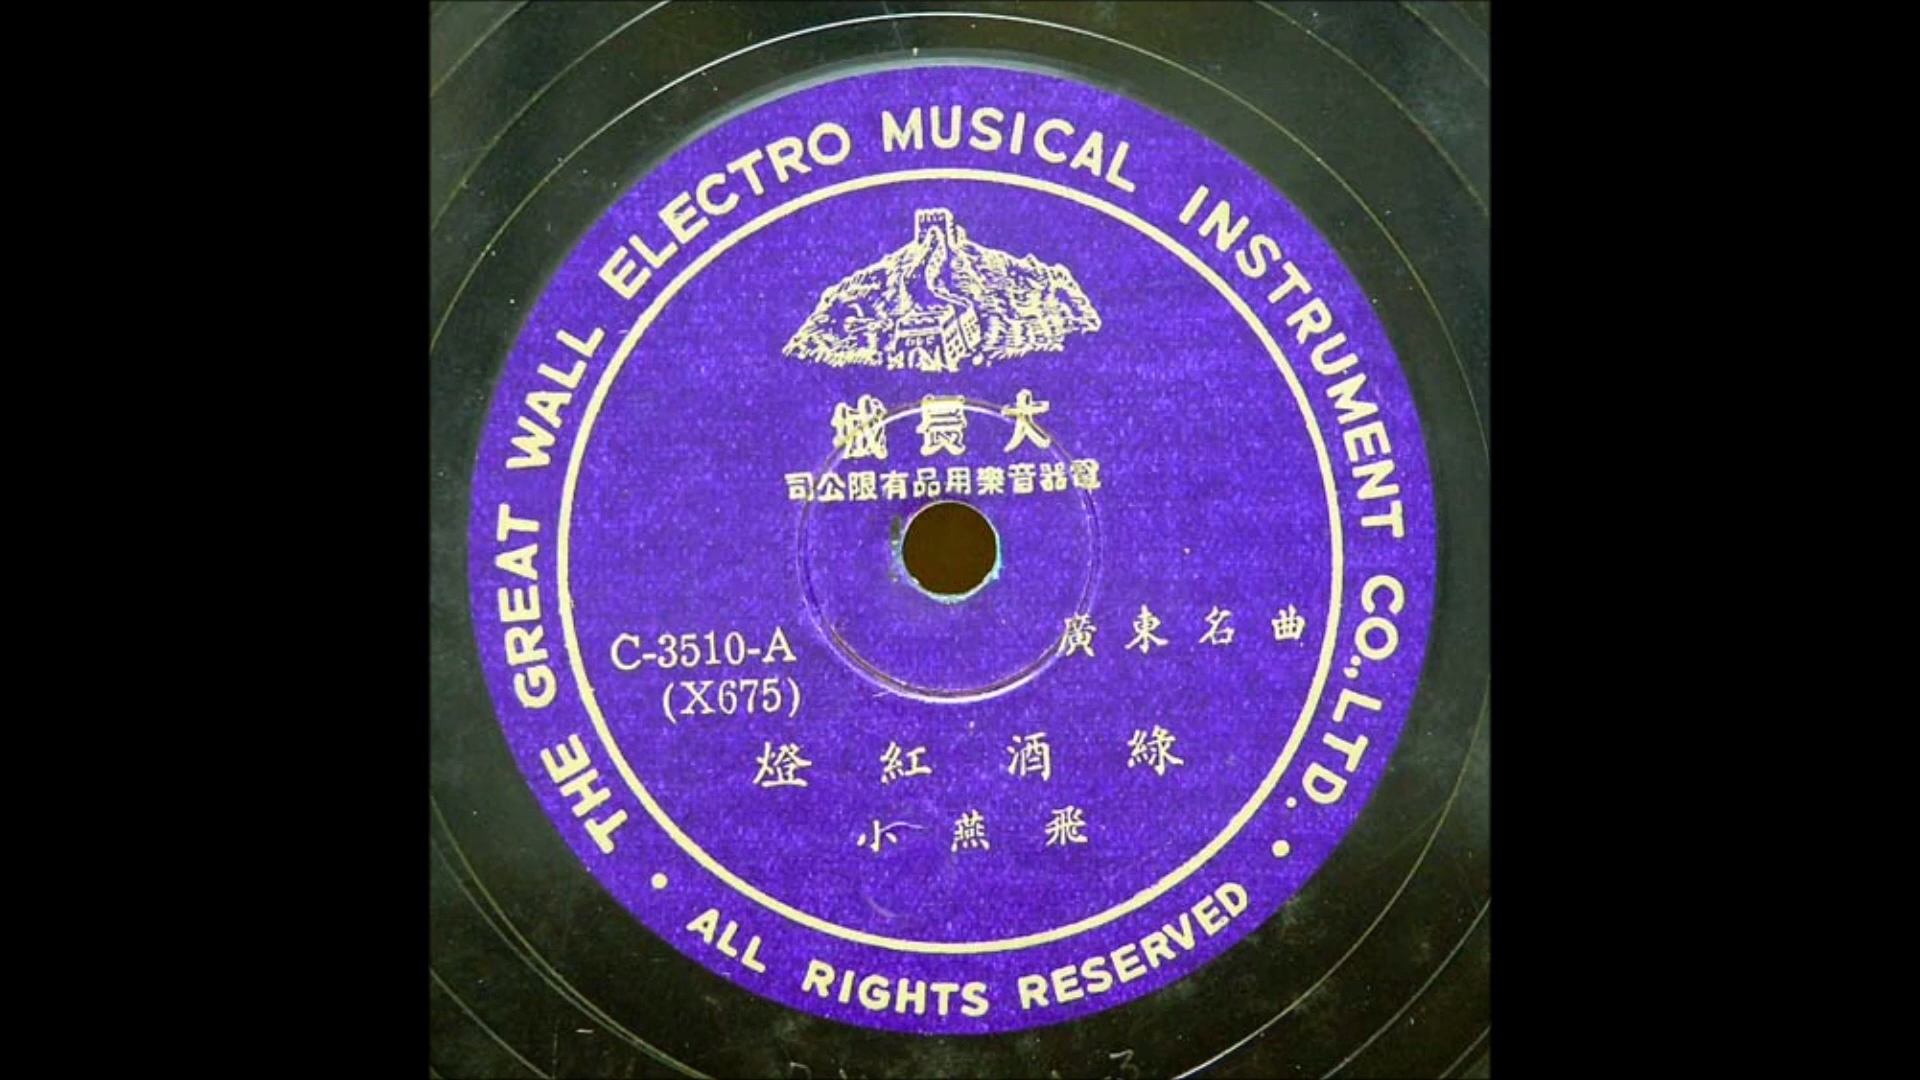 THE GREAT WALL ELECTRO MUSICAL INSTRUMENT CO., LTD.
大長城
電器音樂用品有限公司
廣東名曲
C-3510-A
(X675)
燈紅酒綠
小燕飛
ALL RIGHTS RESERVED